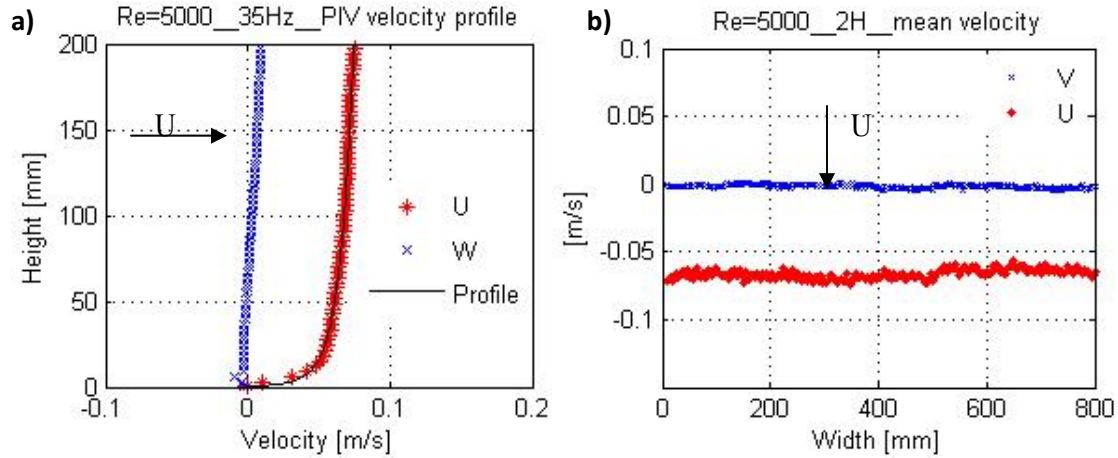 a)
Re=5000__35Hz__PIV velocity profile
200
150
100
50
0
Height [mm]
U
U
W
Profile
-0.1
0
0.1
0.2
Velocity [m/s]
b)
Re=5000__2H__mean velocity
0.1
0.05
0
-0.05
-0.1
[m/s]
V
U
U
0
200
400
600
800
Width [mm]